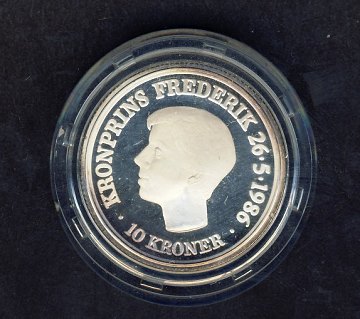 KRONPRINS FREDERIK 26·5·1986
· 10 KRONER ·